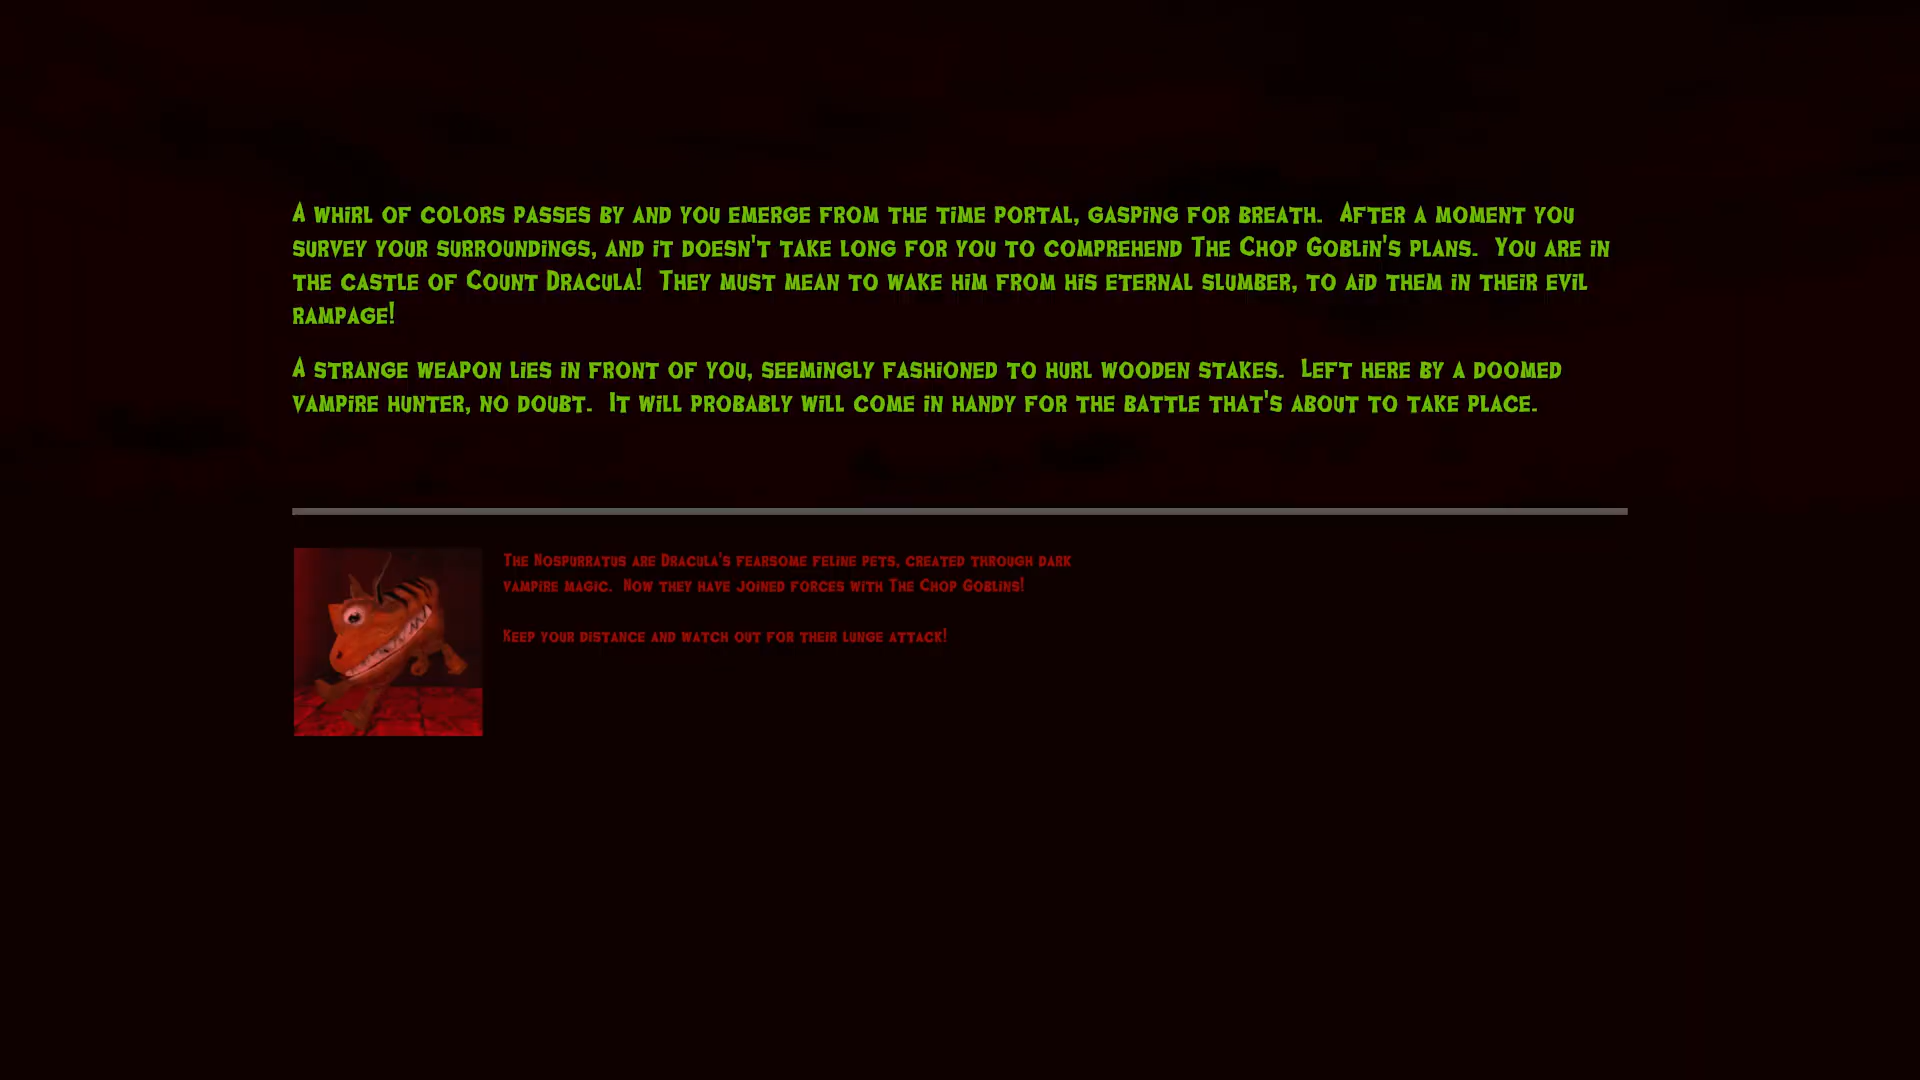 A whirl of colors passes by and you emerge from the time portal, gasping for breath.  After a moment you
survey your surroundings, and it doesn't take long for you to comprehend The Chop Goblin's plans.  You are in
the castle of Count Dracula!  They must mean to wake him from his eternal slumber, to aid them in their evil
rampage!
A strange weapon lies in front of you, seemingly fashioned to hurl wooden stakes.  Left here by a doomed
vampire hunter, no doubt.  It will probably will come in handy for the battle that's about to take place.
The Nospurratus are Dracula's fearsome feline pets, created through dark
vampire magic.  Now they have joined forces with The Chop Goblins!
Keep your distance and watch out for their lunge attack!